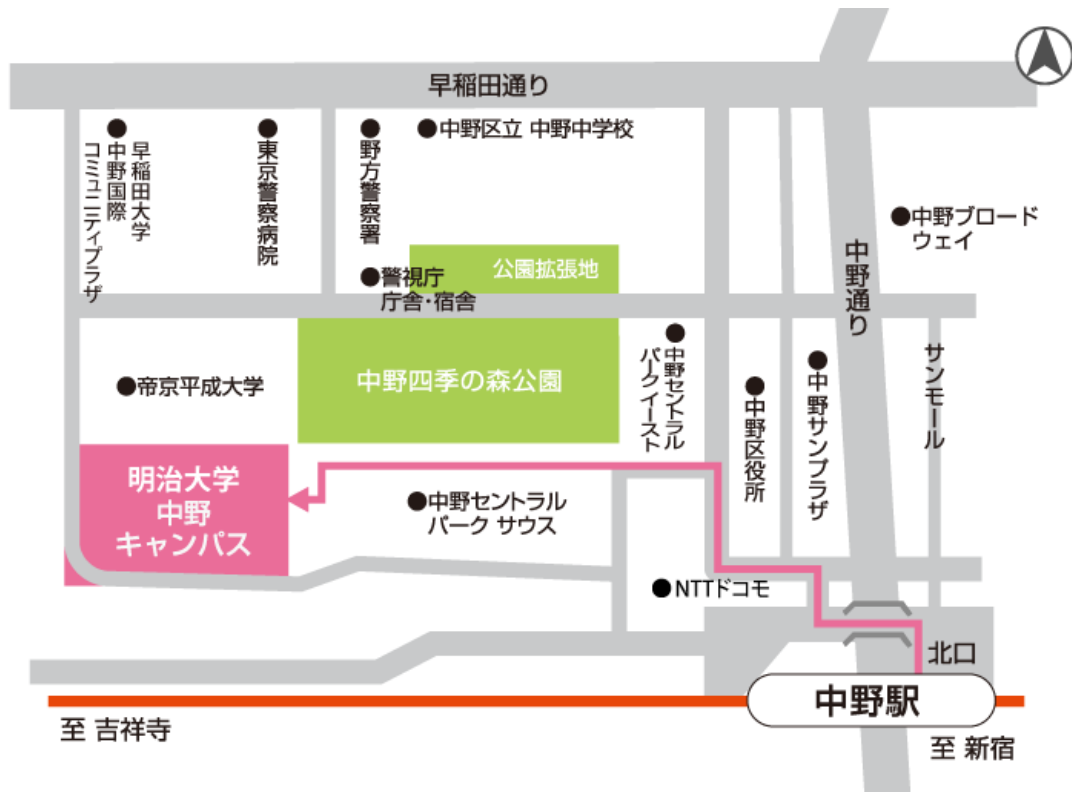 早稲田通り
早稲田大学
中野国際
コミュニティプラザ
東京警察病院
野方警察署
中野区立 中野中学校
中野ブロード
ウェイ
中野通り
公園拡張地
警視庁
庁舎・宿舎
帝京平成大学
中野四季の森公園
中野セントラル
パークイースト
中野区役所
中野サンプラザ
サンモール
明治大学
中野
キャンパス
中野セントラル
パーク サウス
NTTドコモ
北口
中野駅
至 吉祥寺
至 新宿